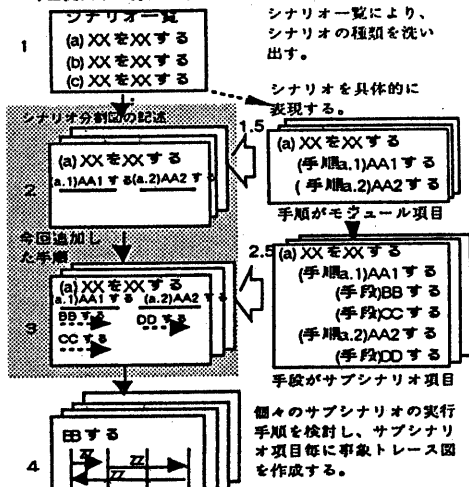 シナリオ一覧
1
(a) XXをXXする
(b) XXをXXする
(c) XXをXXする
シナリオ一覧により、
シナリオの種類を洗い
出す。
シナリオを具体的に
表現する。
シナリオ分割図の記述
2
(a) XXをXXする
(a.1)AA1する(a.2)AA2する
1.5
(a) XXをXXする
(手順a.1)AA1する
(手順a.2)AA2する
手順がモジュール項目
今回追加し
た手順
3
(a) XXをXXする
(a.1)AA1する (a.2)AA2する
BBする DDする
CCする
2.5
(a) XXをXXする
(手順a.1)AA1する
(手段)BBする
(手段)CCする
(手順a.2)AA2する
(手段)DDする
手段がサブシナリオ項目
4
BBする
ZZ
ZZ
個々のサブシナリオの実行
手順を検討し、サブシナリ
オ項目毎に事象トレース図
を作成する。